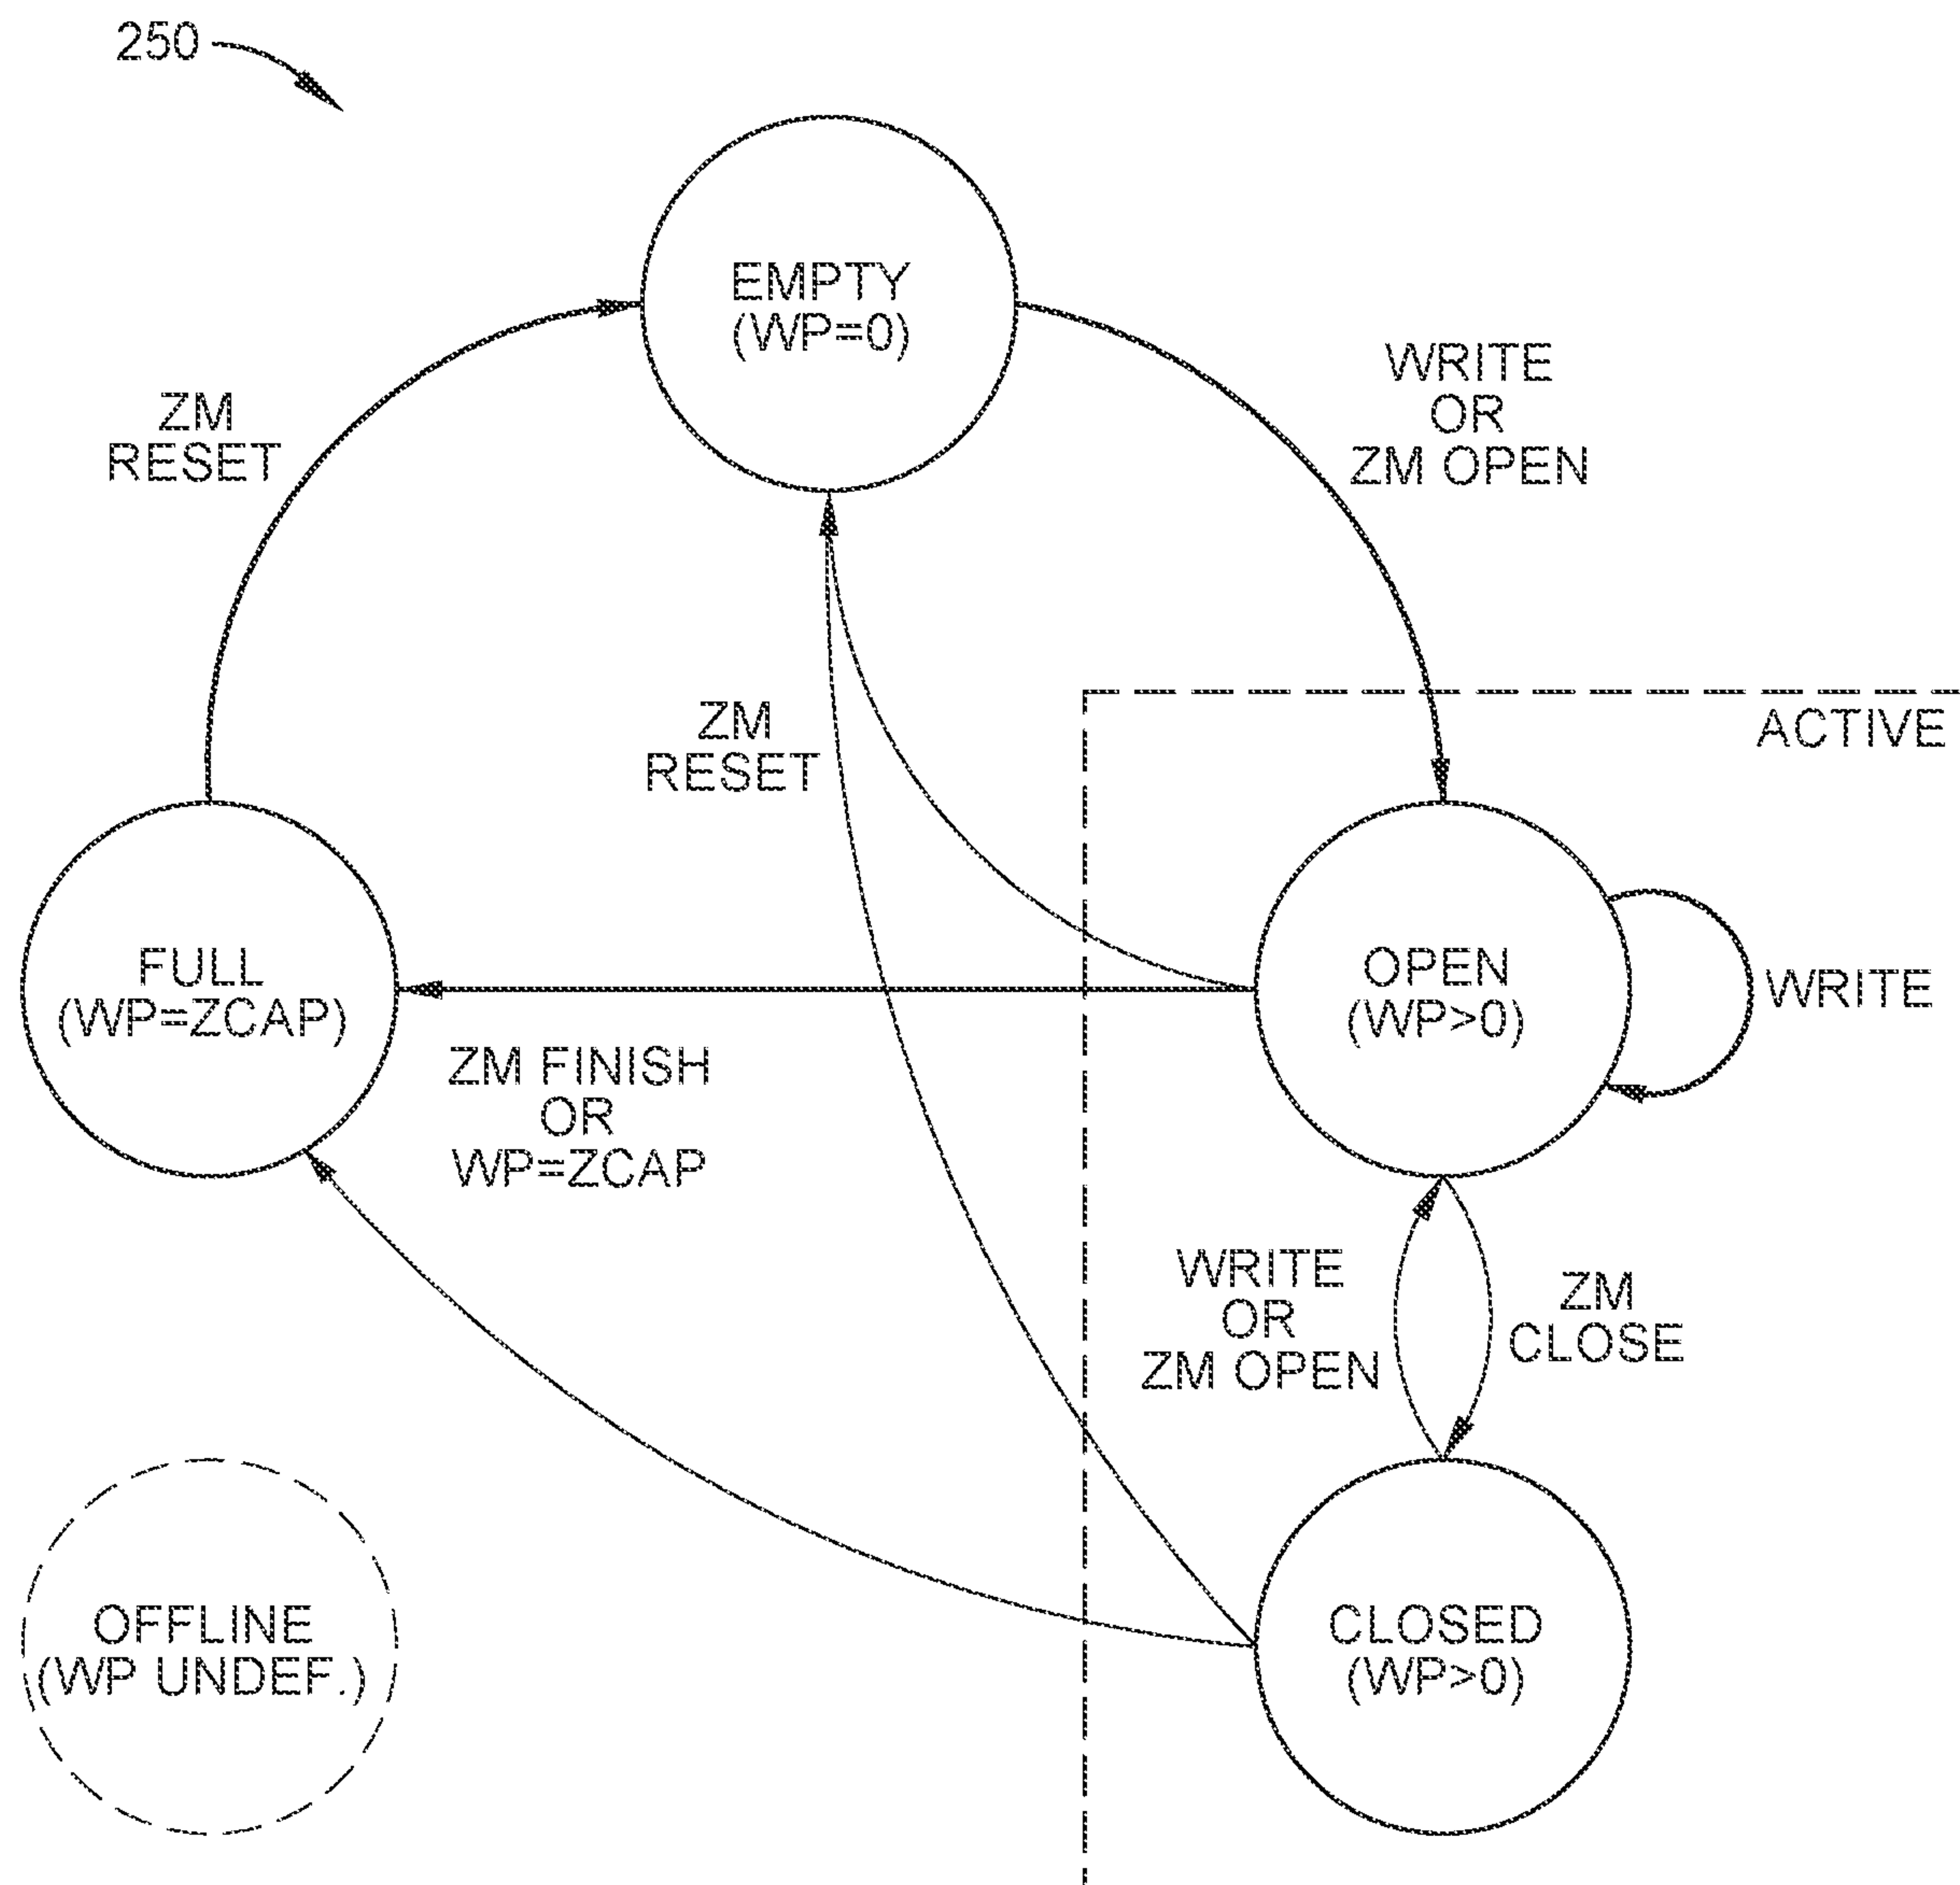 250
EMPTY
(WP=0)
WRITE
OR
ZM OPEN
ZM
RESET
ZM
RESET
ACTIVE
FULL
(WP=ZCAP)
OPEN
(WP>0)
WRITE
ZM FINISH
OR
WP=ZCAP
WRITE
OR
ZM OPEN
ZM
CLOSE
OFFLINE
(WP UNDEF.)
CLOSED
(WP>0)